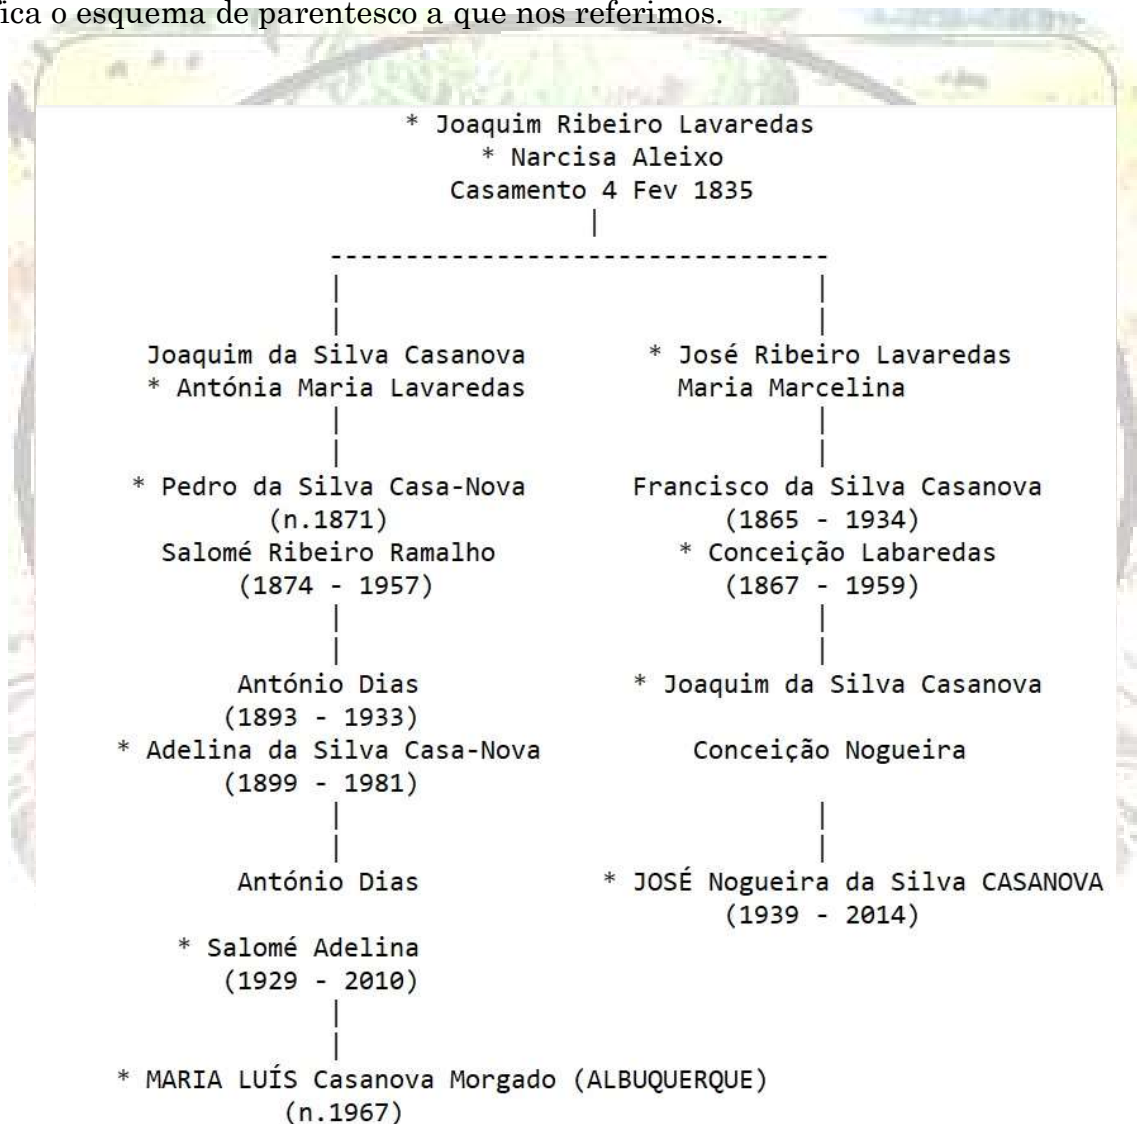 fica o esquema de parentesco a que nos referimos.
* Joaquim Ribeiro Lavaredas
* Narcisa Aleixo
Casamento 4 Fev 1835
Joaquim da Silva Casanova
* Antónia Maria Lavaredas
* José Ribeiro Lavaredas
Maria Marcelina
* Pedro da Silva Casa-Nova
(n.1871)
Salomé Ribeiro Ramalho
(1874 - 1957)
Francisco da Silva Casanova
(1865 - 1934)
* Conceição Labaredas
(1867 - 1959)
António Dias
(1893 - 1933)
* Adelina da Silva Casa-Nova
(1899 - 1981)
* Joaquim da Silva Casanova
Conceição Nogueira
António Dias
* Salomé Adelina
(1929 - 2010)
* JOSÉ Nogueira da Silva CASANOVA
(1939 - 2014)
* MARIA LUÍS Casanova Morgado (ALBUQUERQUE)
(n.1967)